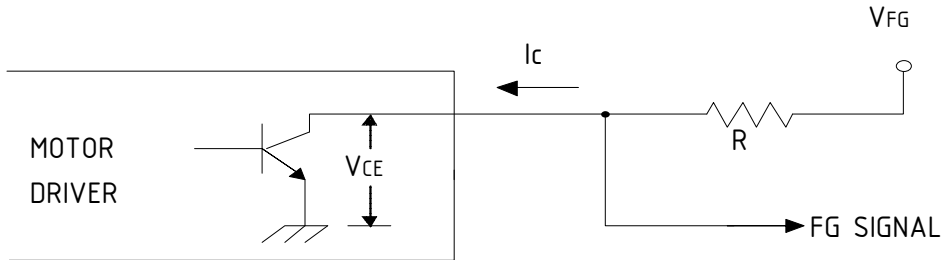 VFG
Ic
R
MOTOR
DRIVER
VCE
FG SIGNAL